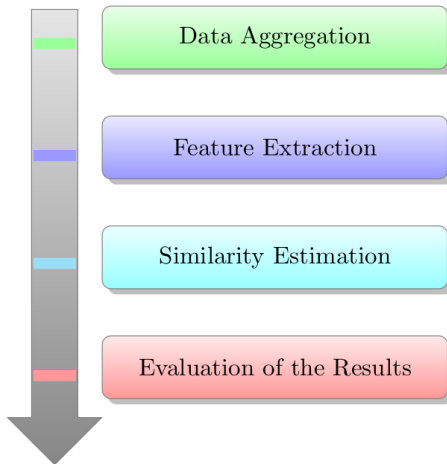 Data Aggregation
Feature Extraction
Similarity Estimation
Evaluation of the Results